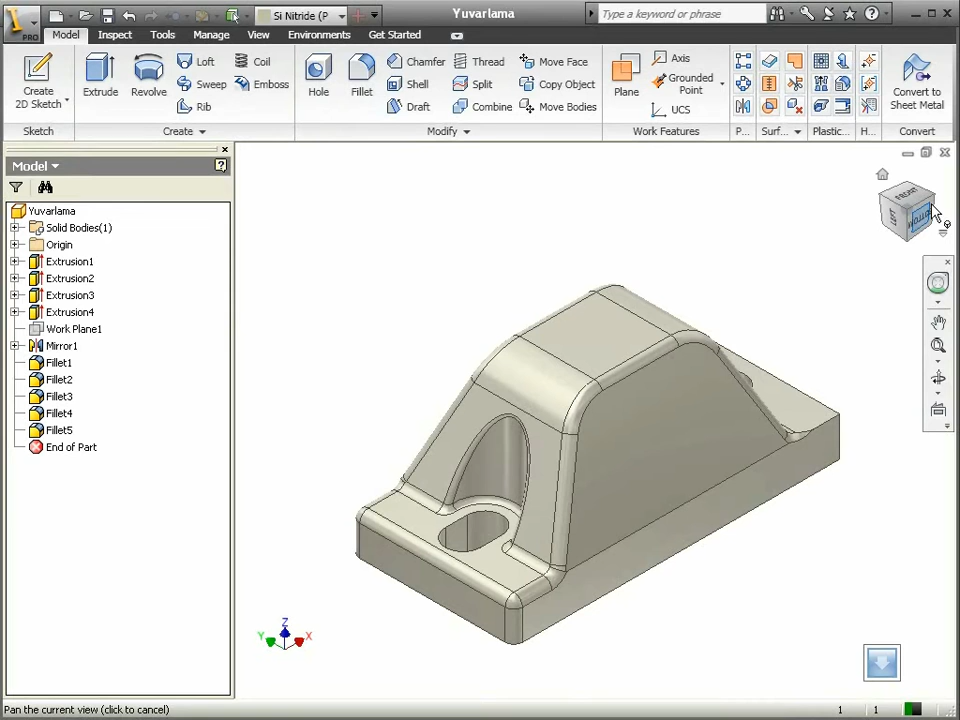 Si Nitride (P
Yuvarlama
Type a keyword or phrase
PRO
Model
Inspect
Tools
Manage
View
Environments
Get Started
Create
2D Sketch
Extrude
Revolve
Loft
Sweep
Rib
Coil
Emboss
Hole
Fillet
Chamfer
Shell
Draft
Thread
Split
Combine
Move Face
Copy Object
Move Bodies
Plane
Axis
Grounded
Point
UCS
Convert to
Sheet Metal
Sketch
Create
Modify
Work Features
P...
Surf...
Plastic...
H...
Convert
Model
Yuvarlama
Solid Bodies(1)
Origin
Extrusion1
Extrusion2
Extrusion3
Extrusion4
Work Plane1
Mirror1
Fillet1
Fillet2
Fillet3
Fillet4
Fillet5
End of Part
FRONT
Z
Y
X
Pan the current view (click to cancel)
1
1